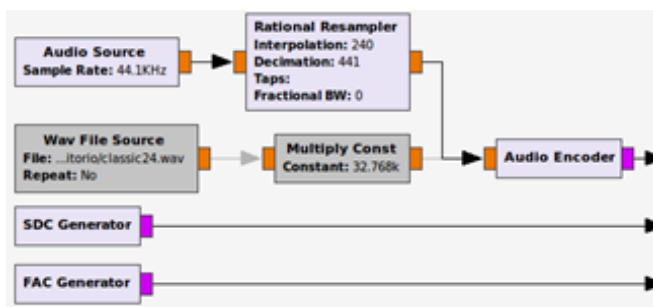 Audio Source
Sample Rate: 44.1KHz
Rational Resampler
Interpolation: 240
Decimation: 441
Taps:
Fractional BW: 0
Wav File Source
File: ...itorio/classic24.wav
Repeat: No
Multiply Const
Constant: 32.768k
Audio Encoder
SDC Generator
FAC Generator